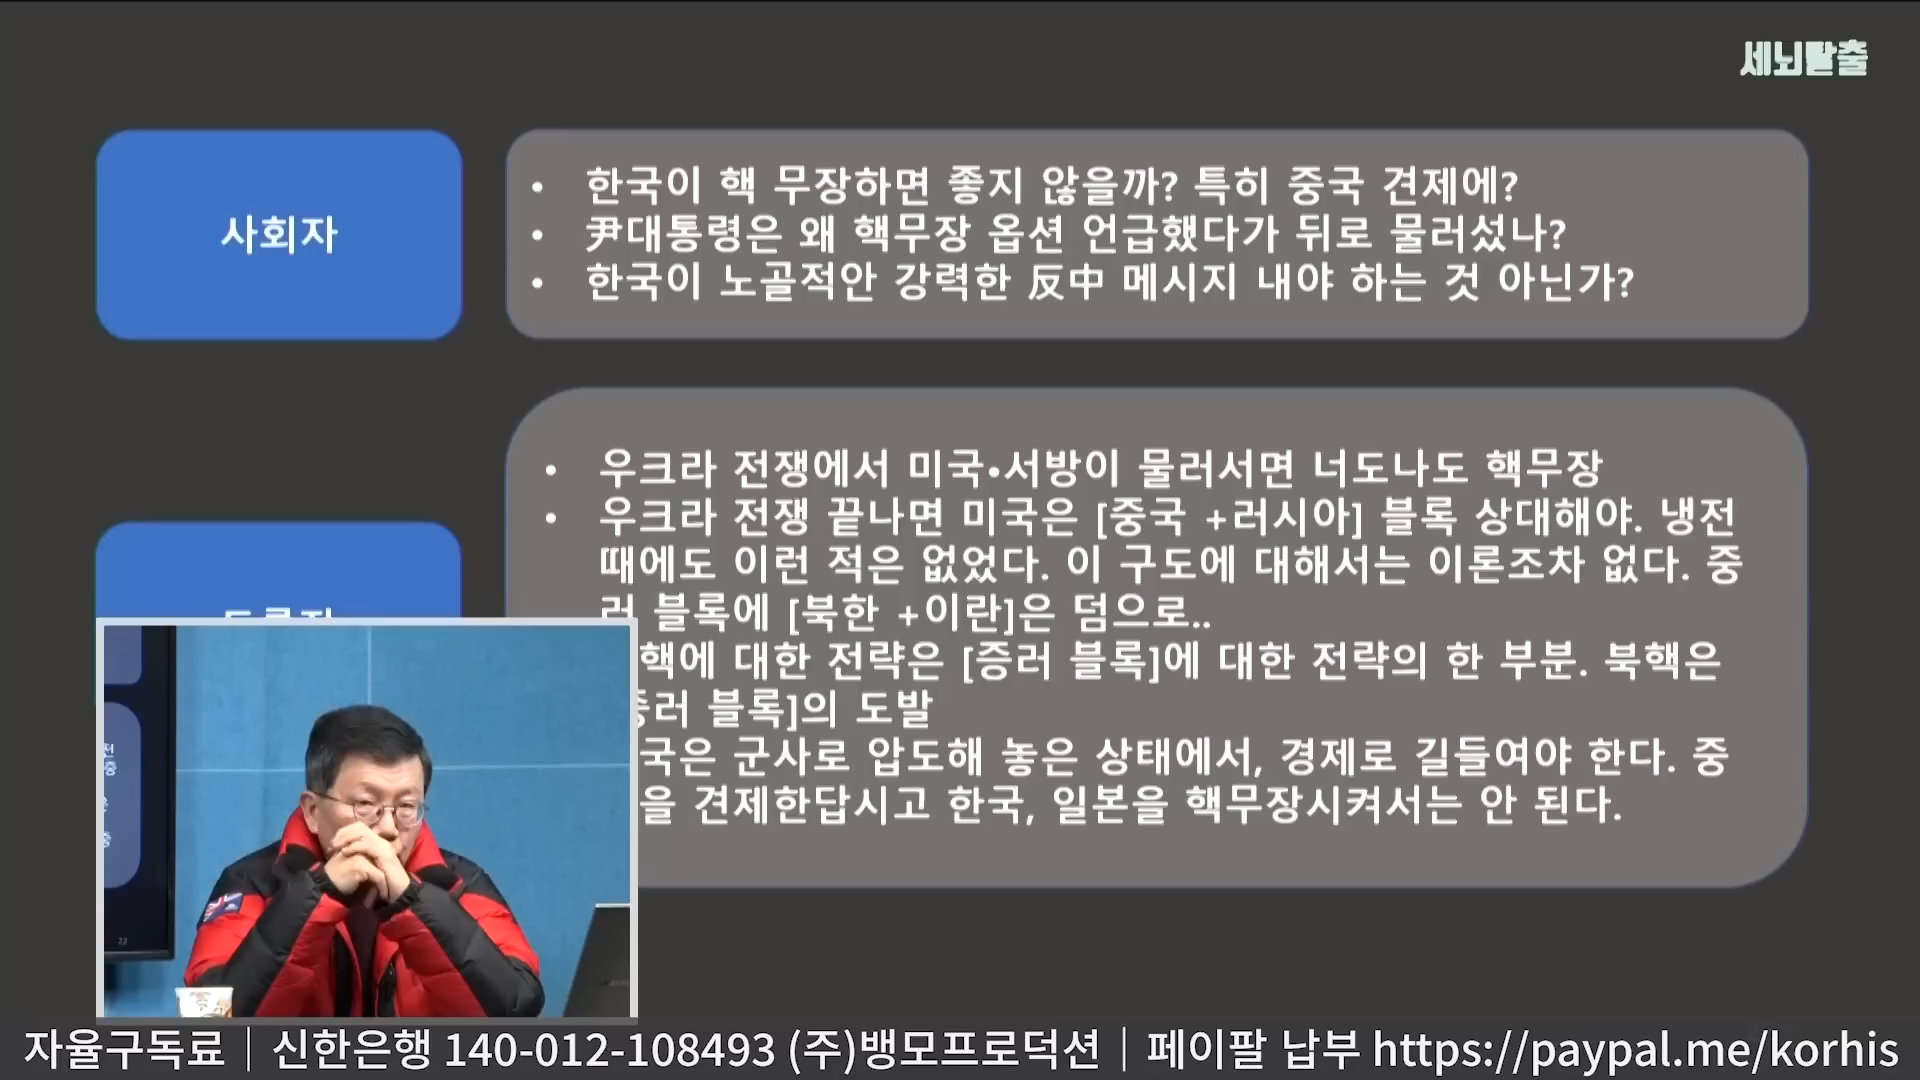 세뇌탈출
사회자
• 한국이 핵 무장하면 좋지 않을까? 특히 중국 견제에?
• 尹대통령은 왜 핵무장 옵션 언급했다가 뒤로 물러섰나?
• 한국이 노골적안 강력한 反中 메시지 내야 하는 것 아닌가?
• 우크라 전쟁에서 미국•서방이 물러서면 너도나도 핵무장
• 우크라 전쟁 끝나면 미국은 [중국 +러시아] 블록 상대해야. 냉전
때에도 이런 적은 없었다. 이 구도에 대해서는 이론조차 없다. 중
러 블록에 [북한 +이란]은 덤으로..
핵에 대한 전략은 [증러 블록]에 대한 전략의 한 부분. 북핵은
러 블록]의 도발
국은 군사로 압도해 놓은 상태에서, 경제로 길들여야 한다. 중
을 견제한답시고 한국, 일본을 핵무장시켜서는 안 된다.
22
자율구독료 | 신한은행 140-012-108493 (주)뱅모프로덕션 | 페이팔 납부 https://paypal.me/korhis